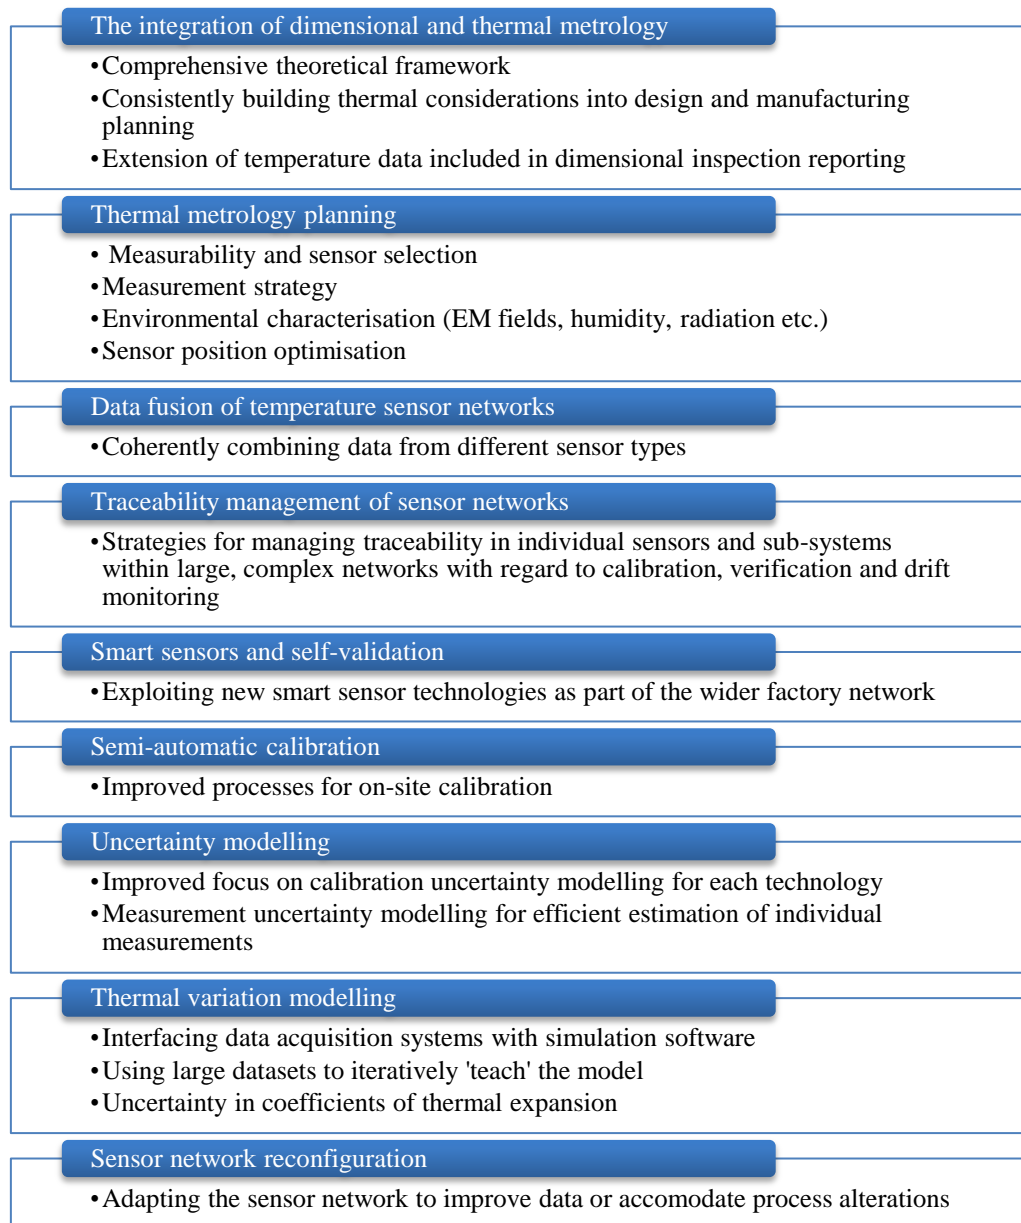 The integration of dimensional and thermal metrology
•Comprehensive theoretical framework
•Consistently building thermal considerations into design and manufacturing
planning
•Extension of temperature data included in dimensional inspection reporting
Thermal metrology planning
• Measurability and sensor selection
•Measurement strategy
•Environmental characterisation (EM fields, humidity, radiation etc.)
•Sensor position optimisation
Data fusion of temperature sensor networks
•Coherently combining data from different sensor types
Traceability management of sensor networks
•Strategies for managing traceability in individual sensors and sub-systems
within large, complex networks with regard to calibration, verification and drift
monitoring
Smart sensors and self-validation
•Exploiting new smart sensor technologies as part of the wider factory network
Semi-automatic calibration
•Improved processes for on-site calibration
Uncertainty modelling
•Improved focus on calibration uncertainty modelling for each technology
•Measurement uncertainty modelling for efficient estimation of individual
measurements
Thermal variation modelling
•Interfacing data acquisition systems with simulation software
•Using large datasets to iteratively 'teach' the model
•Uncertainty in coefficients of thermal expansion
Sensor network reconfiguration
•Adapting the sensor network to improve data or accomodate process alterations